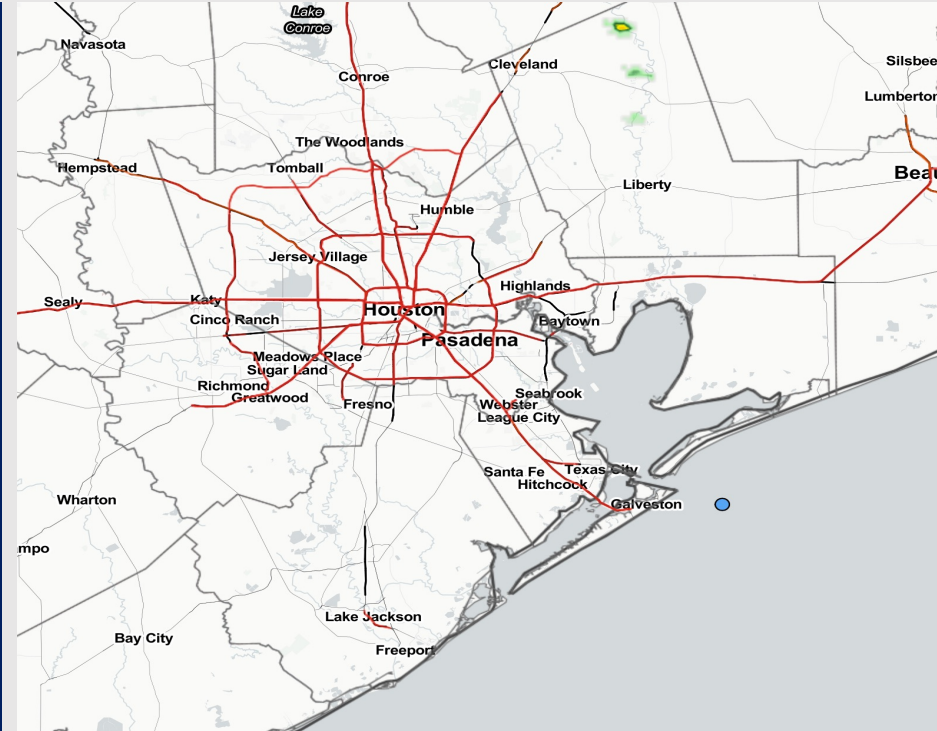 Lake
Conroe
Navasota
Cleveland
Silsbee
Conroe
Lumberton
The Woodlands
Hempstead
Tomball
Beau
Liberty
Humble
Jersey Village
Highlands
Sealy
Katy
Houston
Cinco Ranch
Baytown
Pasadena
Meadows Place
Sugar Land
Richmond
Greatwood
Seabrook
Fresno
Webster
League City
Santa Fe
Texas City
Hitchcock
Wharton
Galveston
mpo
Lake Jackson
Bay City
Freeport